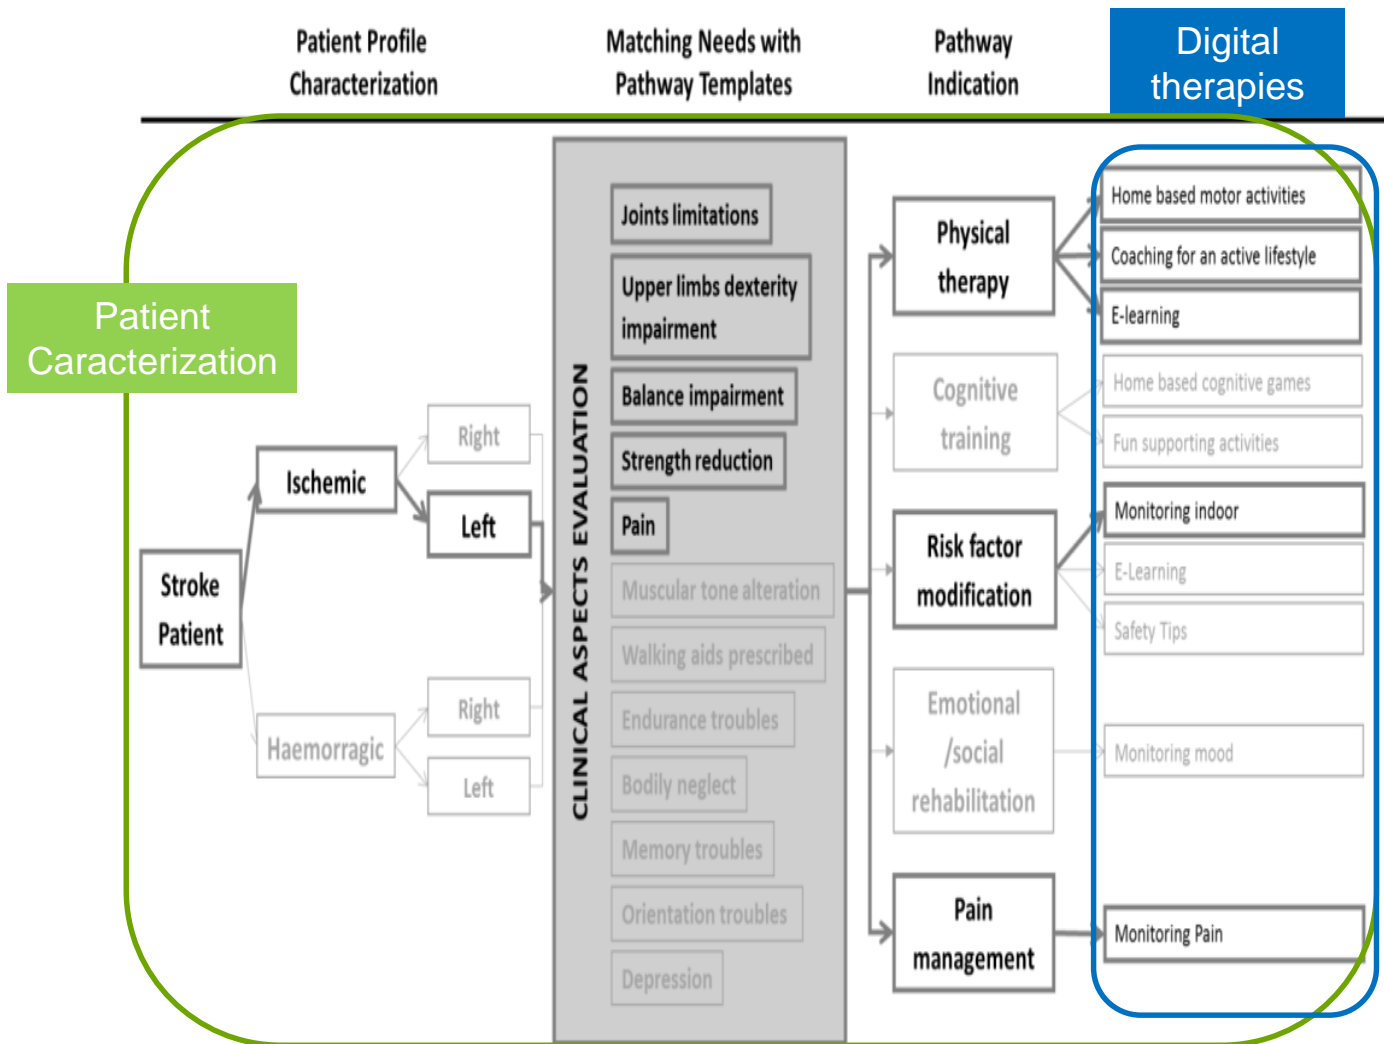 Patient Profile
Characterization
Matching Needs with
Pathway Templates
Pathway
Indication
Digital
therapies
Patient
Caracterization
Stroke
Patient
Ischemic
Right
Left
Haemorragic
Right
Left
CLINICAL ASPECTS EVALUATION
Joints limitations
Upper limbs dexterity
impairment
Balance impairment
Strength reduction
Pain
Muscular tone alteration
Walking aids prescribed
Endurance troubles
Bodily neglect
Memory troubles
Orientation troubles
Depression
Physical
therapy
Cognitive
training
Risk factor
modification
Emotional
/social
rehabilitation
Pain
management
Home based motor activities
Coaching for an active lifestyle
E-learning
Home based cognitive games
Fun supporting activities
Monitoring indoor
E-Learning
Safety Tips
Monitoring mood
Monitoring Pain